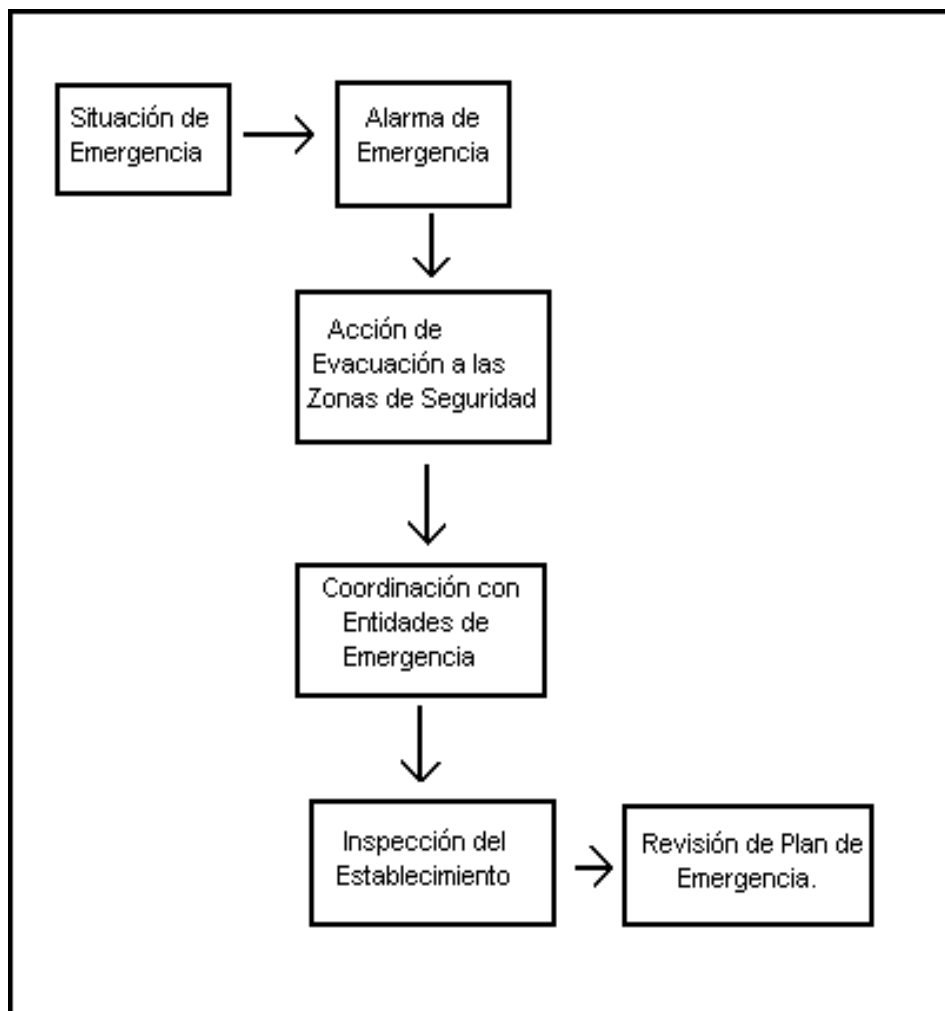 Situación de
Emergencia
Alarma de
Emergencia
Acción de
Evacuación a las
Zonas de Seguridad
Coordinación con
Entidades de
Emergencia
Inspección del
Establecimiento
Revisión de Plan de
Emergencia.